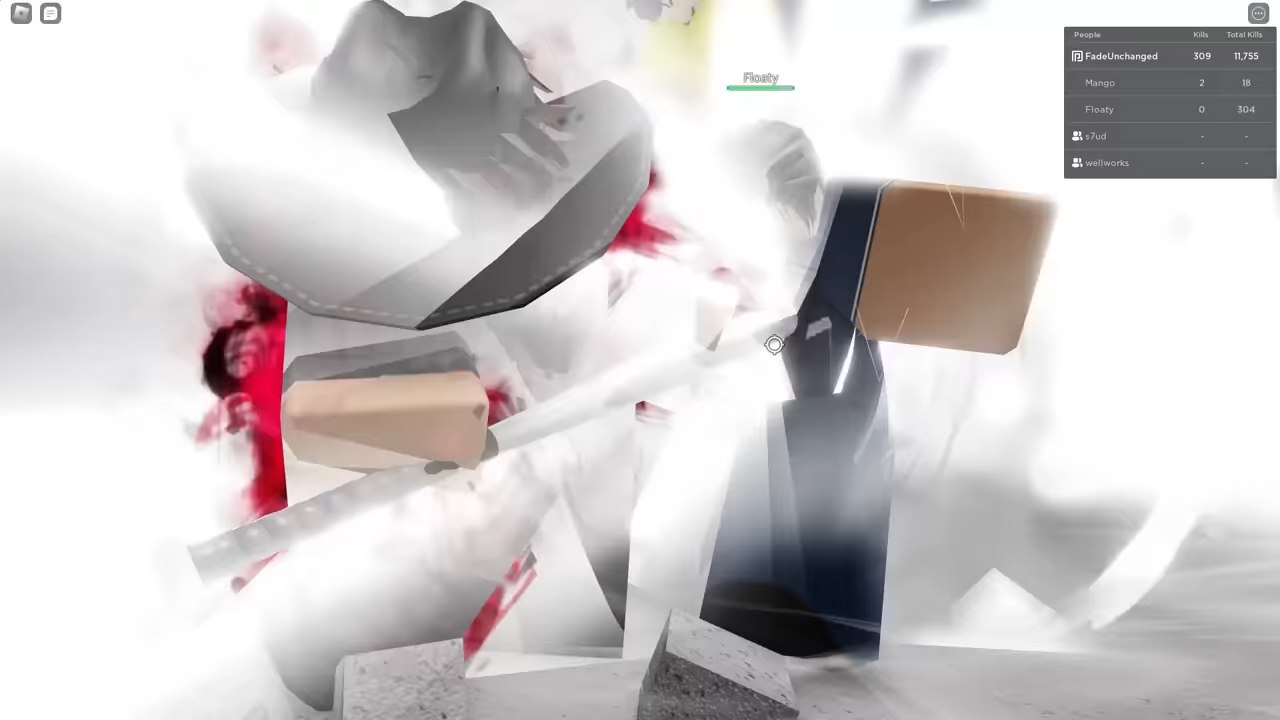 Floaty
People Kills Total Kills
FadeUnchanged 309 11,755
Mango 2 18
Floaty 0 304
s7ud - -
wellworks - -